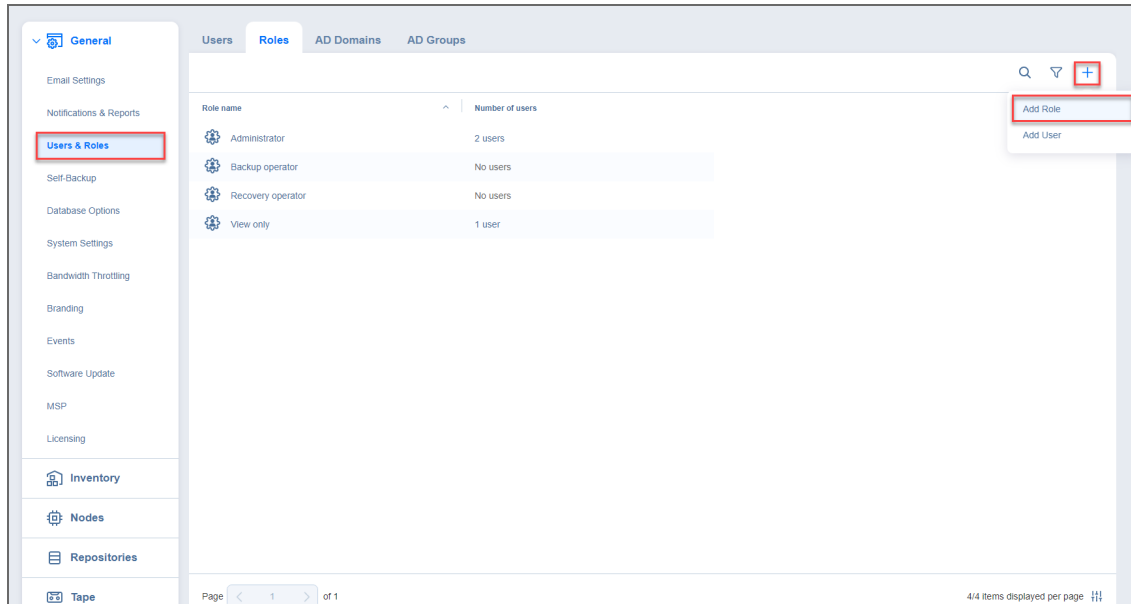 General
Email Settings
Notifications & Reports
Users & Roles
Self-Backup
Database Options
System Settings
Bandwidth Throttling
Branding
Events
Software Update
MSP
Licensing
Inventory
Nodes
Repositories
Tape
Users Roles AD Domains AD Groups
Role name Number of users
Administrator 2 users
Backup operator No users
Recovery operator No users
View only 1 user
Add Role
Add User
Page 1 of 1
4/4 items displayed per page